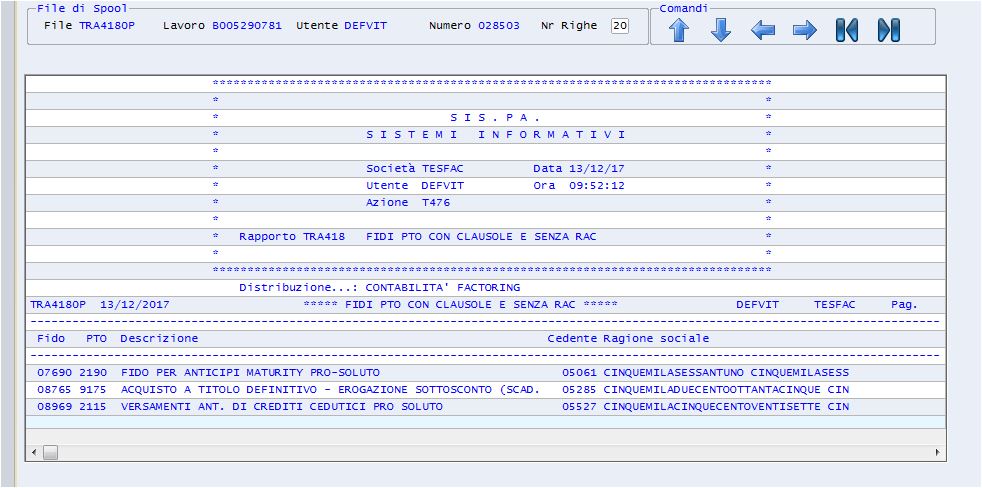 File di Spool
File TRA4180P Lavoro B005290781 Utente DEFVIT Numero 028503 Nr Righe 20
Comandi
********************************************************************************
* *
* S I S . P A . *
* S I S T E M I I N F O R M A T I V I *
* *
* Società TESFAC Data 13/12/17 *
* Utente DEFVIT Ora 09:52:12 *
* Azione T476 *
* *
* Rapporto TRA418 FIDI PTO CON CLAUSOLE E SENZA RAC *
* *
********************************************************************************
Distribuzione...: CONTABILITA' FACTORING
TRA4180P 13/12/2017 ***** FIDI PTO CON CLAUSOLE E SENZA RAC ***** DEFVIT TESFAC Pag.
----------------------------------------------------------------------------------------------------------------------------------
Fido PTO Descrizione Cedente Ragione sociale
----------------------------------------------------------------------------------------------------------------------------------
07690 2190 FIDO PER ANTICIPI MATURITY PRO-SOLUTO 05061 CINQUEMILASESSANTUNO CINQUEMILASESS
08765 9175 ACQUISTO A TITOLO DEFINITIVO - EROGAZIONE SOTTOSCONTO (SCAD. 05285 CINQUEMILADUECENTOOTTANTACINQUE CIN
08969 2115 VERSAMENTI ANT. DI CREDITI CEDUTICI PRO SOLUTO 05527 CINQUEMILACINQUECENTOVENTISETTE CIN